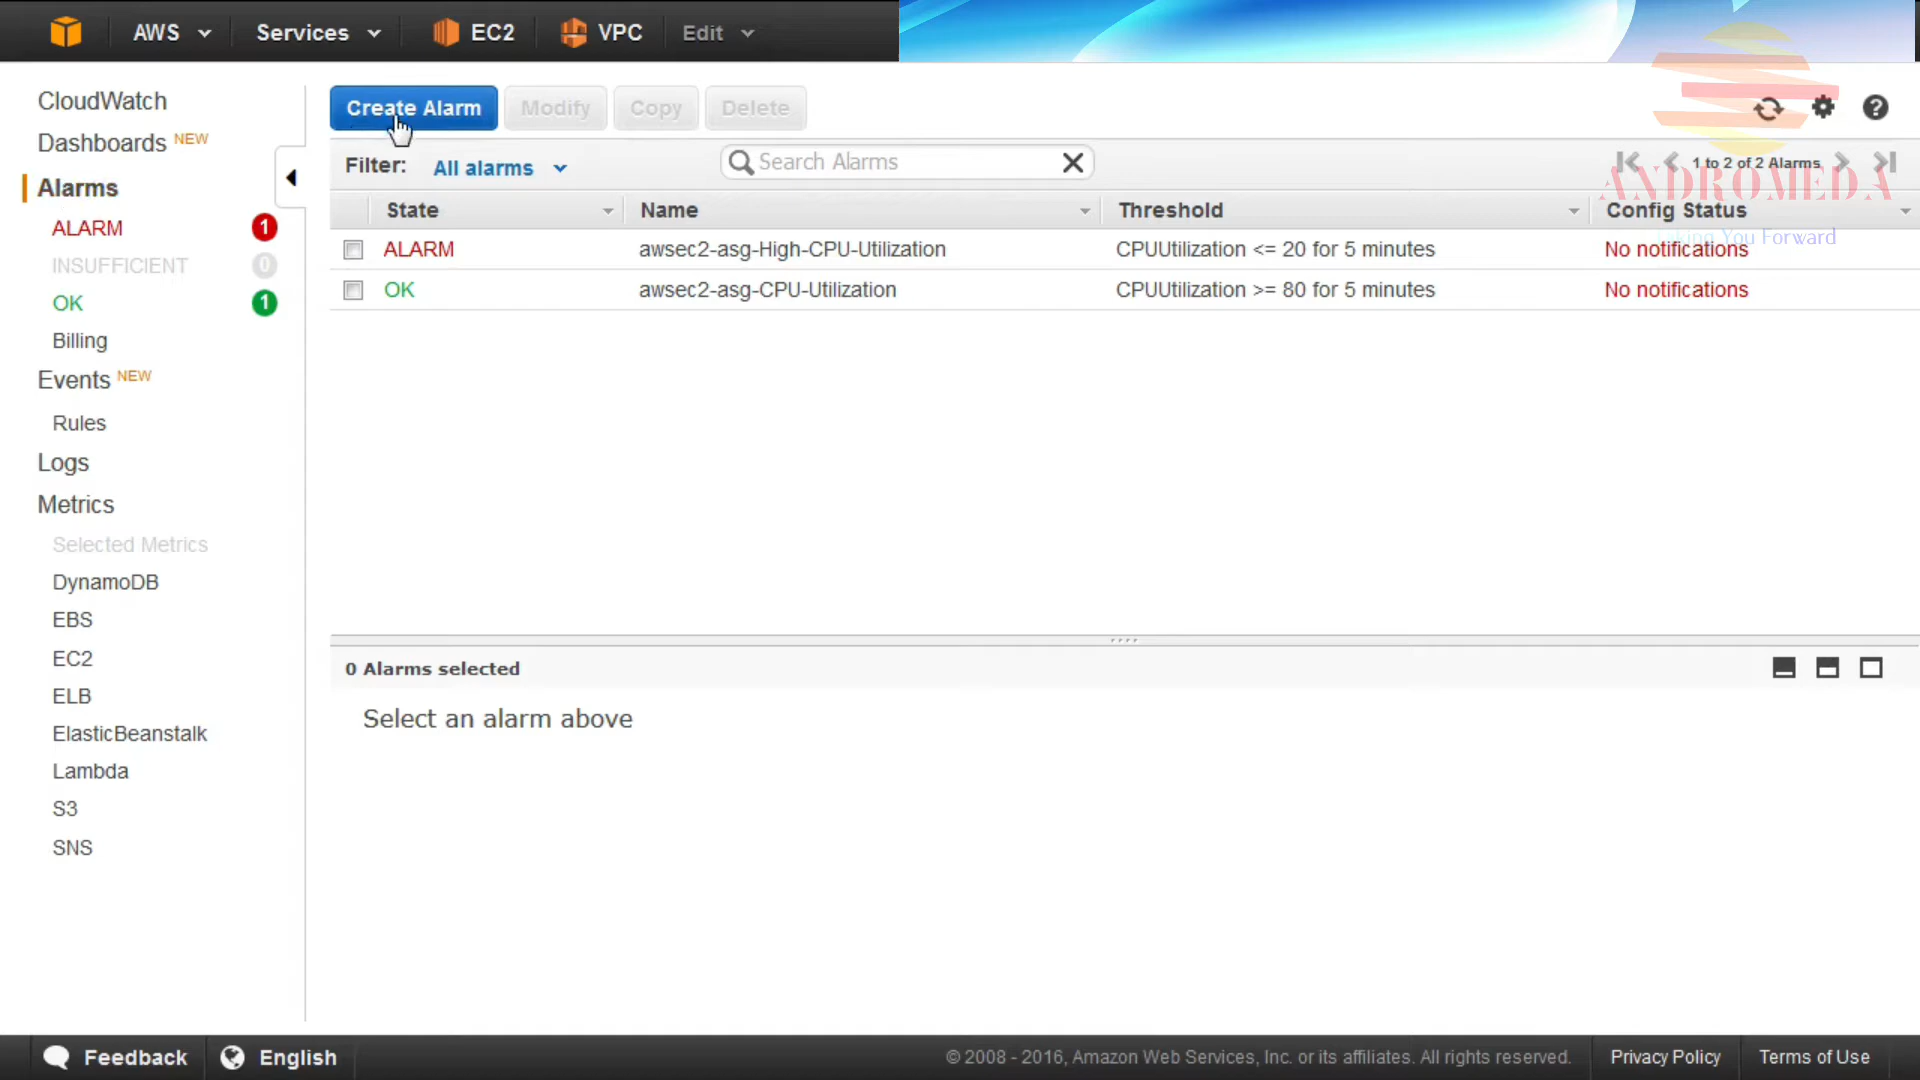 AWS Services EC2 VPC Edit
CloudWatch
Dashboards NEW
Alarms
ALARM 1
INSUFFICIENT 0
OK 1
Billing
Events NEW
Rules
Logs
Metrics
Selected Metrics
DynamoDB
EBS
EC2
ELB
ElasticBeanstalk
Lambda
S3
SNS
Create Alarm Modify Copy Delete
Filter: All alarms Search Alarms 1 to 2 of 2 Alarms
ANDROMEDA
Taking You Forward
State Name Threshold Config Status
ALARM awsec2-asg-High-CPU-Utilization CPUUtilization <= 20 for 5 minutes No notifications
OK awsec2-asg-CPU-Utilization CPUUtilization >= 80 for 5 minutes No notifications
0 Alarms selected
Select an alarm above
Feedback English © 2008 - 2016, Amazon Web Services, Inc. or its affiliates. All rights reserved. Privacy Policy Terms of Use